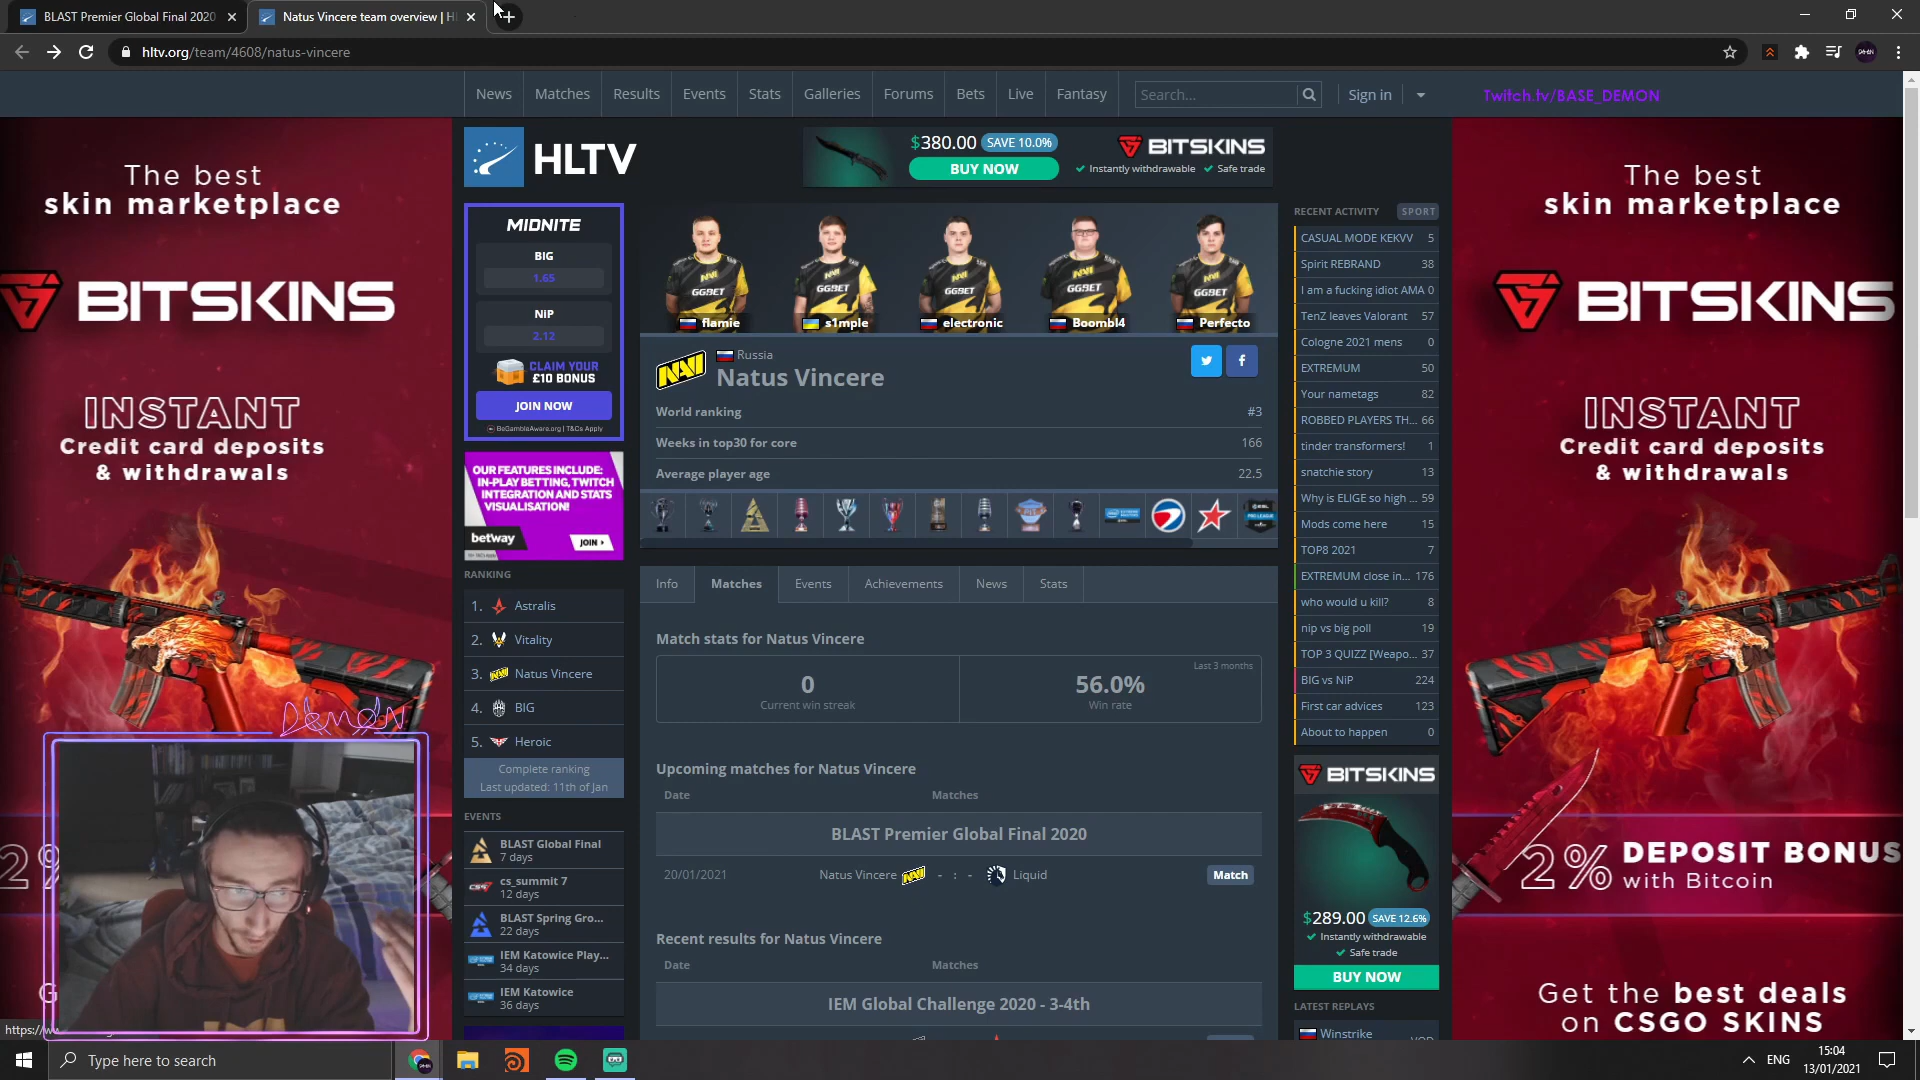 BLAST Premier Global Final 2020
Natus Vincere team overview | H
hltv.org/team/4608/natus-vincere
News
Matches
Results
Events
Stats
Galleries
Forums
Bets
Live
Fantasy
Search...
Sign in
Twitch.tv/BASE_DEMON
HLTV
$380.00 SAVE 10.0%
BUY NOW
BITSKINS
Instantly withdrawable Safe trade
The best
skin marketplace
BITSKINS
INSTANT
Credit card deposits
& withdrawals
2%
G
DemoN
MIDNITE
BIG
1.65
NiP
2.12
CLAIM YOUR
£10 BONUS
JOIN NOW
BeGambleAware.org | T&Cs Apply
OUR FEATURES INCLUDE:
IN-PLAY BETTING, TWITCH
INTEGRATION AND STATS
VISUALISATION!
betway
JOIN
RANKING
1. Astralis
2. Vitality
3. Natus Vincere
4. BIG
5. Heroic
Complete ranking
Last updated: 11th of Jan
EVENTS
BLAST Global Final
7 days
cs_summit 7
12 days
BLAST Spring Gro...
22 days
IEM Katowice Play...
34 days
IEM Katowice
36 days
GGBET
GGBET
GGBET
GGBET
GGBET
flamie
s1mple
electronic
Boombl4
Perfecto
NAVI
Russia
Natus Vincere
World ranking #3
Weeks in top30 for core 166
Average player age 22.5
Info
Matches
Events
Achievements
News
Stats
Match stats for Natus Vincere
Last 3 months
0
Current win streak
56.0%
Win rate
Upcoming matches for Natus Vincere
Date Matches
BLAST Premier Global Final 2020
20/01/2021 Natus Vincere - : - Liquid Match
Recent results for Natus Vincere
Date Matches
IEM Global Challenge 2020 - 3-4th
RECENT ACTIVITY SPORT
CASUAL MODE KEKVV 5
Spirit REBRAND 38
I am a fucking idiot AMA 0
TenZ leaves Valorant 57
Cologne 2021 mens 0
EXTREMUM 50
Your nametags 82
ROBBED PLAYERS TH... 66
tinder transformers! 1
snatchie story 13
Why is ELIGE so high ... 59
Mods come here 15
TOP8 2021 7
EXTREMUM close in... 176
who would u kill? 8
nip vs big poll 19
TOP 3 QUIZZ [Weapo... 37
BIG vs NiP 224
First car advices 123
About to happen 0
BITSKINS
$289.00 SAVE 12.6%
Instantly withdrawable
Safe trade
BUY NOW
LATEST REPLAYS
Winstrike
VOD
The best
skin marketplace
BITSKINS
INSTANT
Credit card deposits
& withdrawals
2% DEPOSIT BONUS
with Bitcoin
Get the best deals
on CSGO SKINS
Type here to search
ENG
15:04
13/01/2021